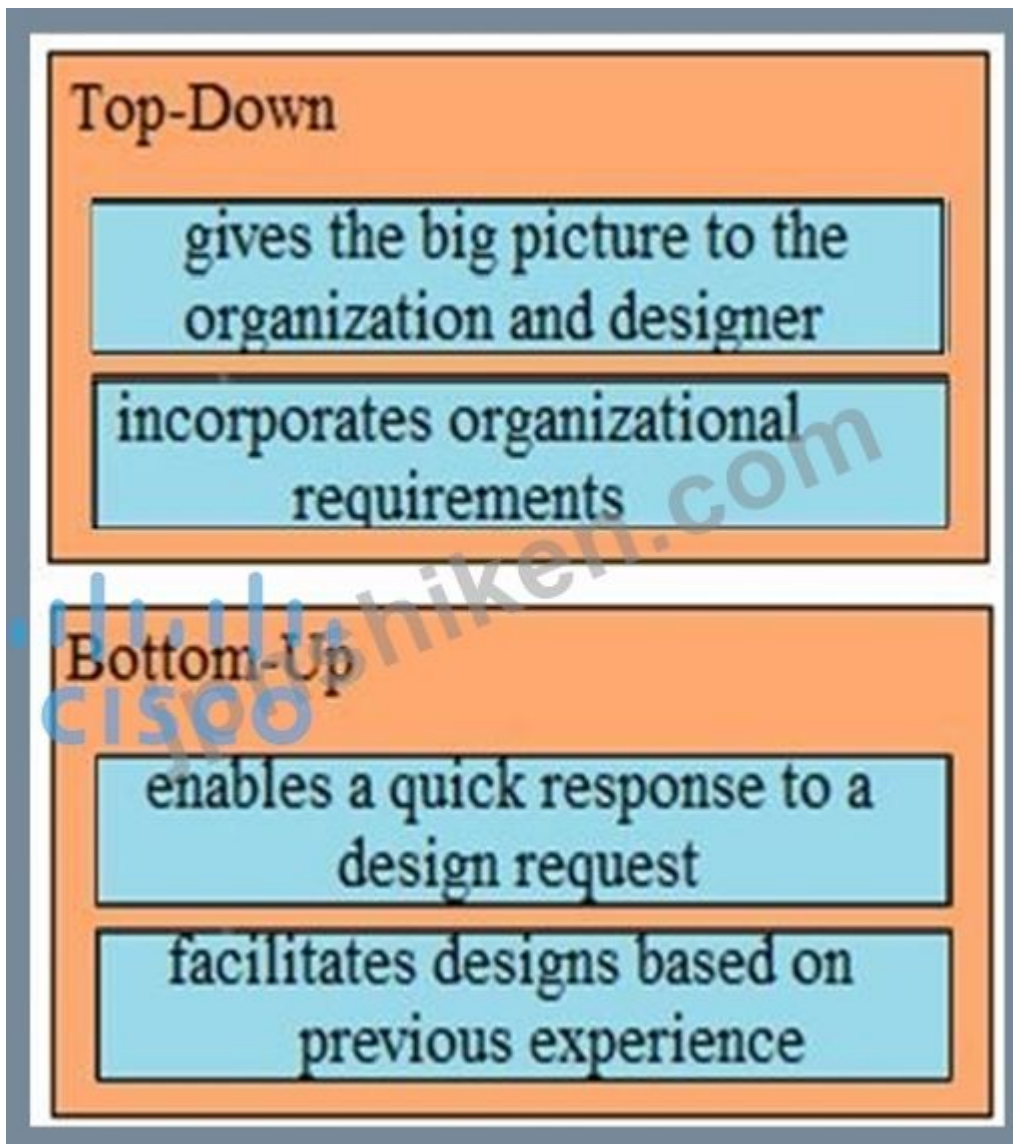 Top-Down
gives the big picture to the
organization and designer
incorporates organizational
requirements
Bottom-Up
CISCO
enables a quick response to a
design request
facilitates designs based on
previous experience